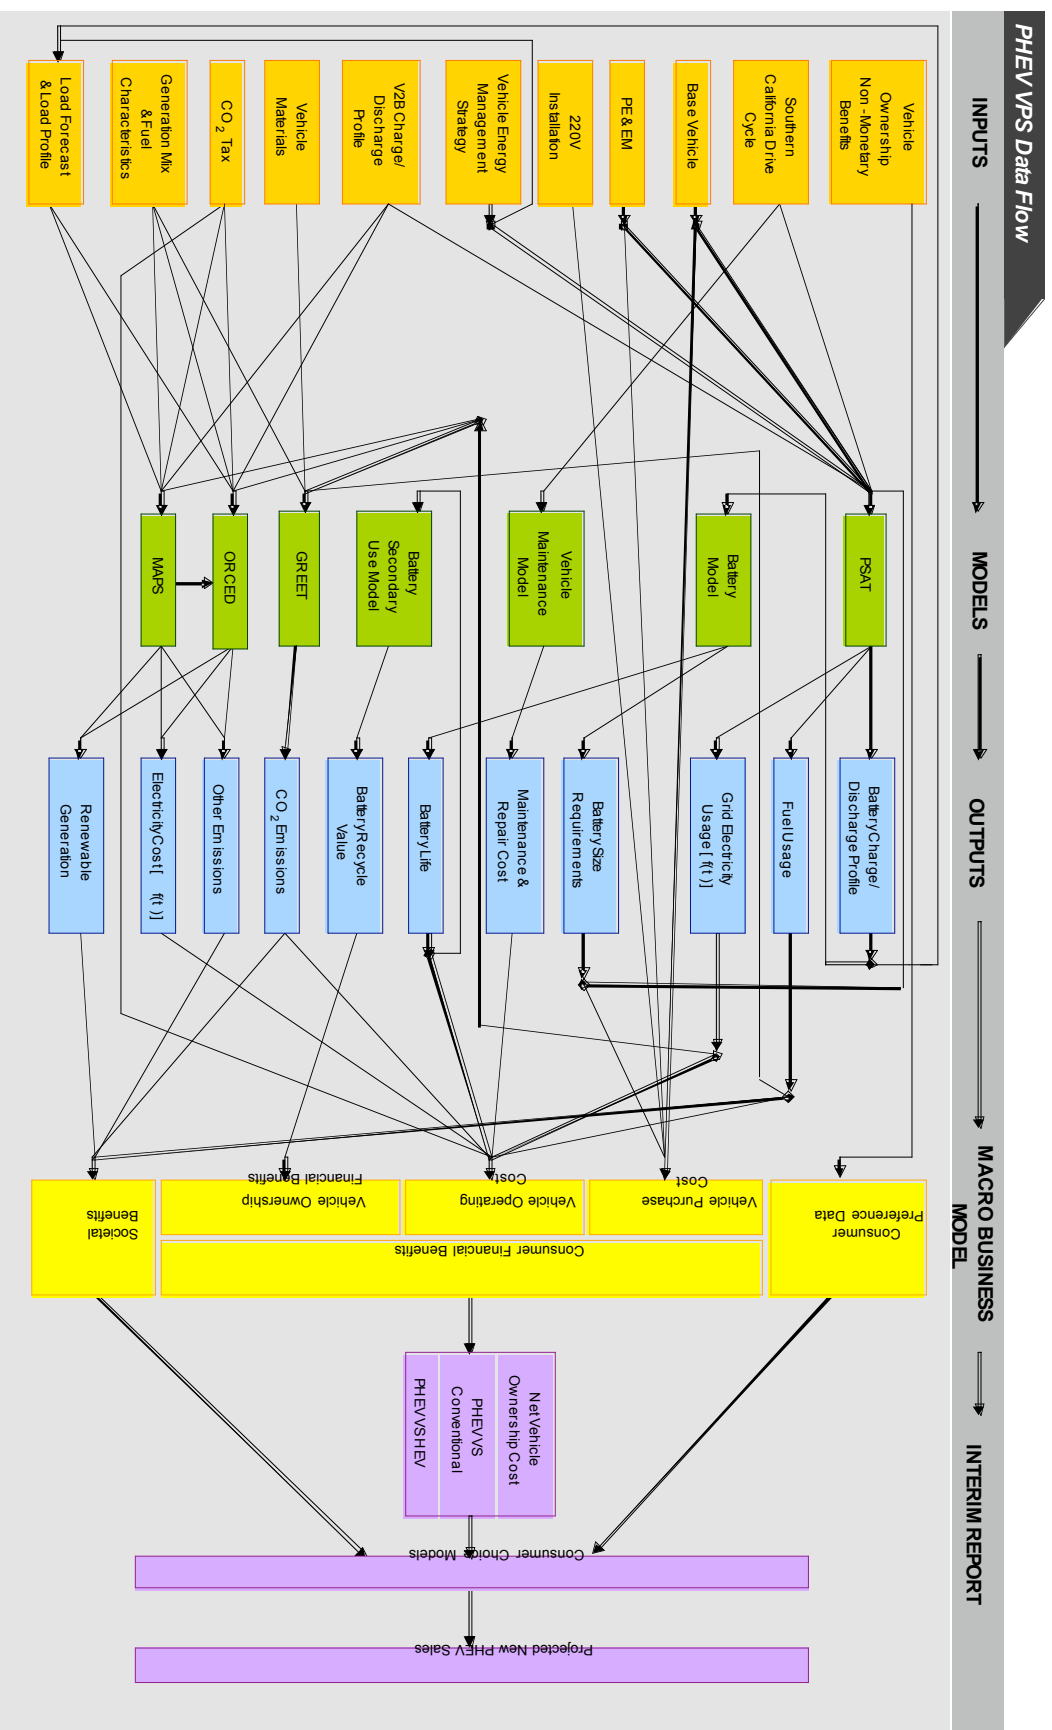 PHEV VPS Data Flow
INPUTS
MODELS
OUTPUTS
MACRO BUSINESS
MODEL
INTERIM REPORT
Vehicle
Ownership
Non -Monetary
Benefits
Southern
California Drive
Cycle
Base Vehicle
PE & EM
220V
Installation
Vehicle Energy
Management
Strategy
V2B Charge/
Discharge
Profile
Vehicle
Materials
CO2 Tax
Generation Mix
& Fuel
Characteristics
Load Forecast
& Load Profile
PSAT
Battery
Model
Vehicle
Maintenance
Model
Battery
Secondary
Use Model
GREET
ORCED
MAPS
Battery Charge/
Discharge Profile
Fuel Usage
Grid Electricity
Usage [ f(t )]
Battery Size
Requirements
Maintenance &
Repair Cost
Battery Life
Battery Recycle
Value
CO2 Emissions
Other Emissions
Electricity Cost [ f(t )]
Renewable
Generation
Consumer
Preference Data
Vehicle Purchase
Cost
Vehicle Operating
Cost
Vehicle Ownership
Financial Benefits
Consumer Financial Benefits
Societal
Benefits
Net Vehicle
Ownership Cost
PHEV VS
Conventional
PHEV VS HEV
Consumer Choice Models
Projected New PHEV Sales